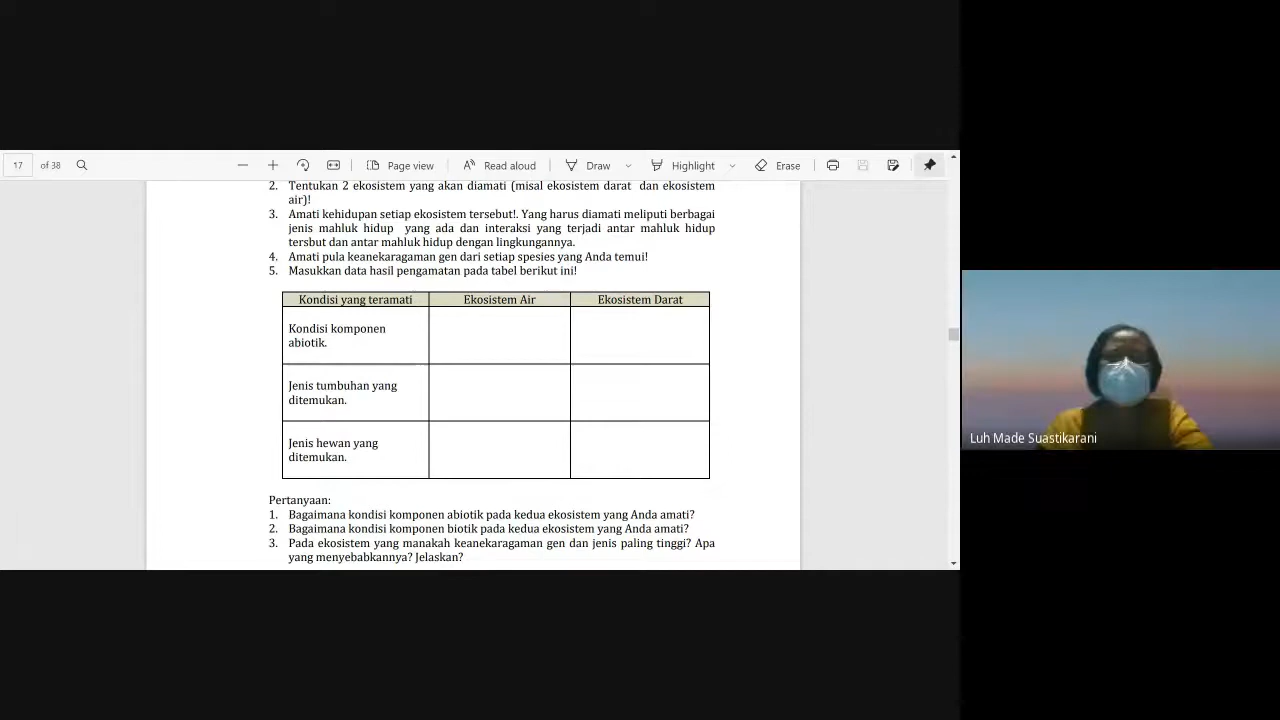 17 of 38 Page view Read aloud Draw Highlight Erase
2. Tentukan 2 ekosistem yang akan diamati (misal ekosistem darat dan ekosistem
air)!
3. Amati kehidupan setiap ekosistem tersebut!. Yang harus diamati meliputi berbagai
jenis mahluk hidup yang ada dan interaksi yang terjadi antar mahluk hidup
tersbut dan antar mahluk hidup dengan lingkungannya.
4. Amati pula keanekaragaman gen dari setiap spesies yang Anda temui!
5. Masukkan data hasil pengamatan pada tabel berikut ini!
Kondisi yang teramati Ekosistem Air Ekosistem Darat
Kondisi komponen
abiotik.
Jenis tumbuhan yang
ditemukan.
Jenis hewan yang
ditemukan.
Pertanyaan:
1. Bagaimana kondisi komponen abiotik pada kedua ekosistem yang Anda amati?
2. Bagaimana kondisi komponen biotik pada kedua ekosistem yang Anda amati?
3. Pada ekosistem yang manakah keanekaragaman gen dan jenis paling tinggi? Apa
yang menyebabkannya? Jelaskan?
Luh Made Suastikarani